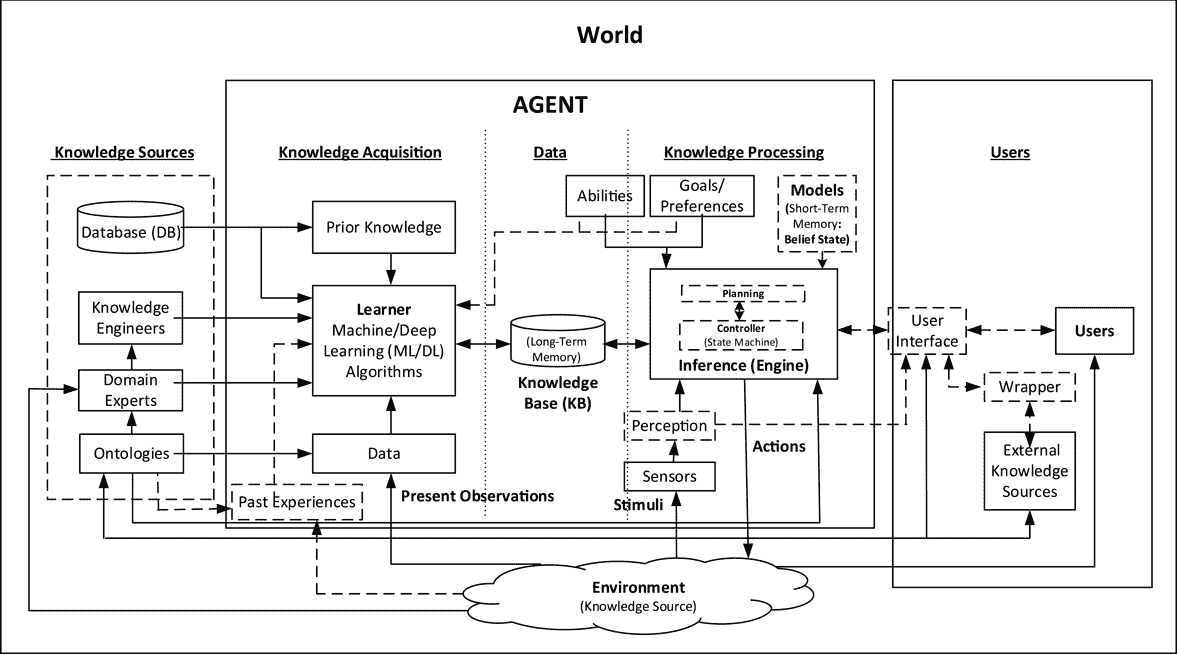 World
AGENT
Knowledge Sources
Knowledge Acquisition
Data
Knowledge Processing
Users
Database (DB)
Prior Knowledge
Abilities
Goals/
Preferences
Models
(Short-Term
Memory:
Belief State)
Knowledge
Engineers
Learner
Machine/Deep
Learning (ML/DL)
Algorithms
(Long-Term
Memory)
Knowledge
Base (KB)
Planning
Controller
(State Machine)
Inference (Engine)
User
Interface
Users
Domain
Experts
Wrapper
Ontologies
Data
Perception
Actions
External
Knowledge
Sources
Sensors
Past Experiences
Present Observations
Stimuli
Environment
(Knowledge Source)